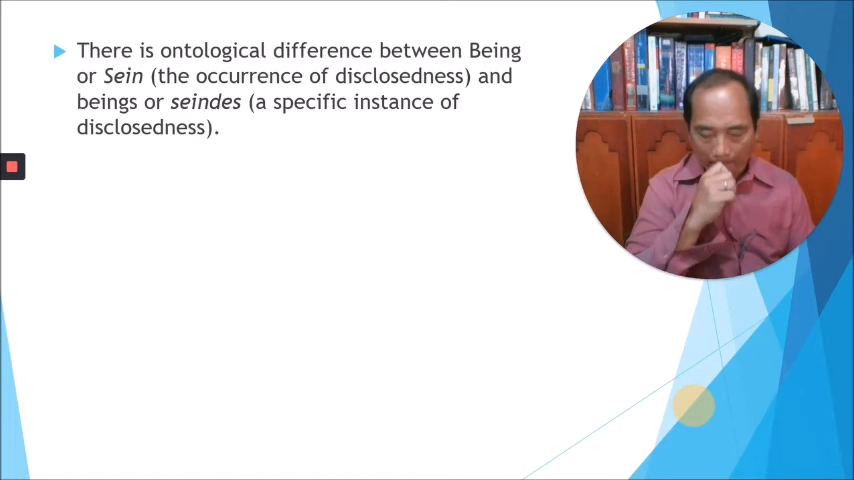 There is ontological difference between Being
or Sein (the occurrence of disclosedness) and
beings or seindes (a specific instance of
disclosedness).